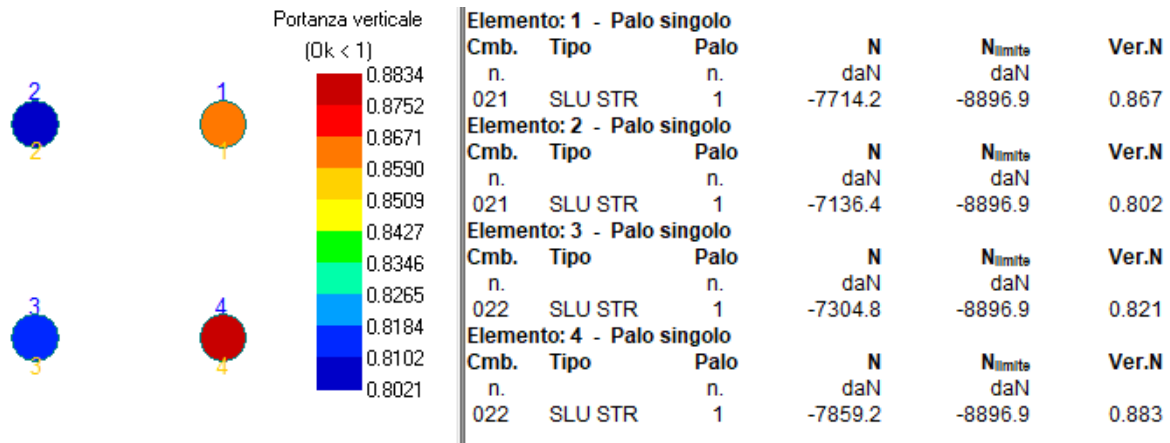 Portanza verticale
(Ok < 1)
0.8834
0.8752
0.8671
0.8590
0.8509
0.8427
0.8346
0.8265
0.8184
0.8102
0.8021
2
1
2
1
3
4
3
4
Elemento: 1 - Palo singolo
Cmb. Tipo Palo N Nlimite Ver.N
n. n. daN daN
021 SLU STR 1 -7714.2 -8896.9 0.867
Elemento: 2 - Palo singolo
Cmb. Tipo Palo N Nlimite Ver.N
n. n. daN daN
021 SLU STR 1 -7136.4 -8896.9 0.802
Elemento: 3 - Palo singolo
Cmb. Tipo Palo N Nlimite Ver.N
n. n. daN daN
022 SLU STR 1 -7304.8 -8896.9 0.821
Elemento: 4 - Palo singolo
Cmb. Tipo Palo N Nlimite Ver.N
n. n. daN daN
022 SLU STR 1 -7859.2 -8896.9 0.883